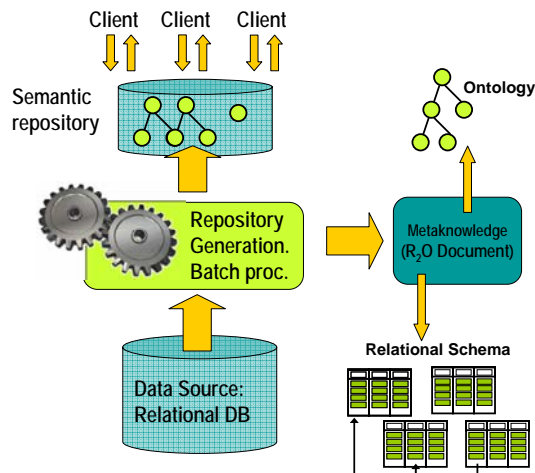 Client Client Client
Semantic
repository
Ontology
Repository
Generation.
Batch proc.
Metaknowledge
(R₂O Document)
Relational Schema
Data Source:
Relational DB